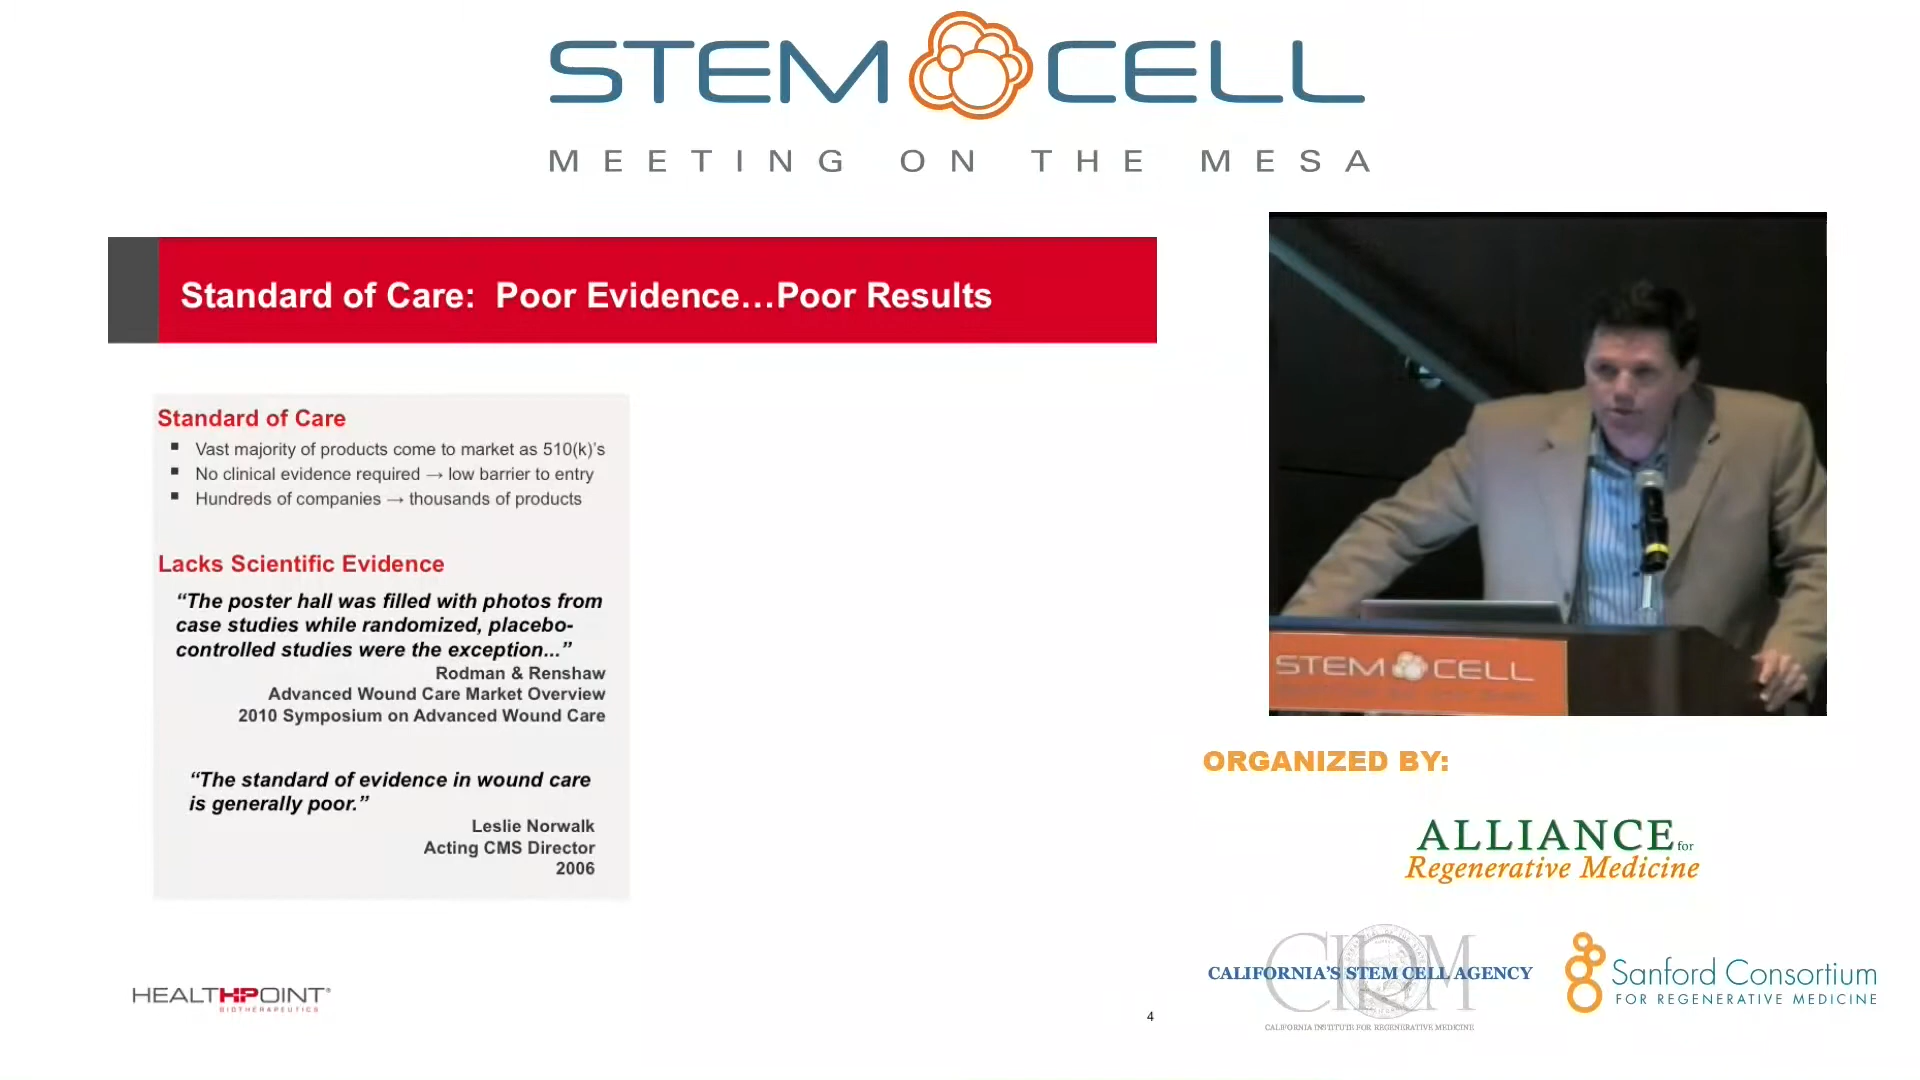 STEM CELL
MEETING ON THE MESA
Standard of Care: Poor Evidence…Poor Results
Standard of Care
▪ Vast majority of products come to market as 510(k)’s
▪ No clinical evidence required → low barrier to entry
▪ Hundreds of companies → thousands of products
Lacks Scientific Evidence
“The poster hall was filled with photos from
case studies while randomized, placebo-
controlled studies were the exception...”
Rodman & Renshaw
Advanced Wound Care Market Overview
2010 Symposium on Advanced Wound Care
“The standard of evidence in wound care
is generally poor.”
Leslie Norwalk
Acting CMS Director
2006
HEALTHPOINT®
BIOTHERAPEUTICS
4
STEM CELL
ORGANIZED BY:
ALLIANCE for
Regenerative Medicine
CIRM
CALIFORNIA’S STEM CELL AGENCY
CALIFORNIA INSTITUTE FOR REGENERATIVE MEDICINE
Sanford Consortium
FOR REGENERATIVE MEDICINE